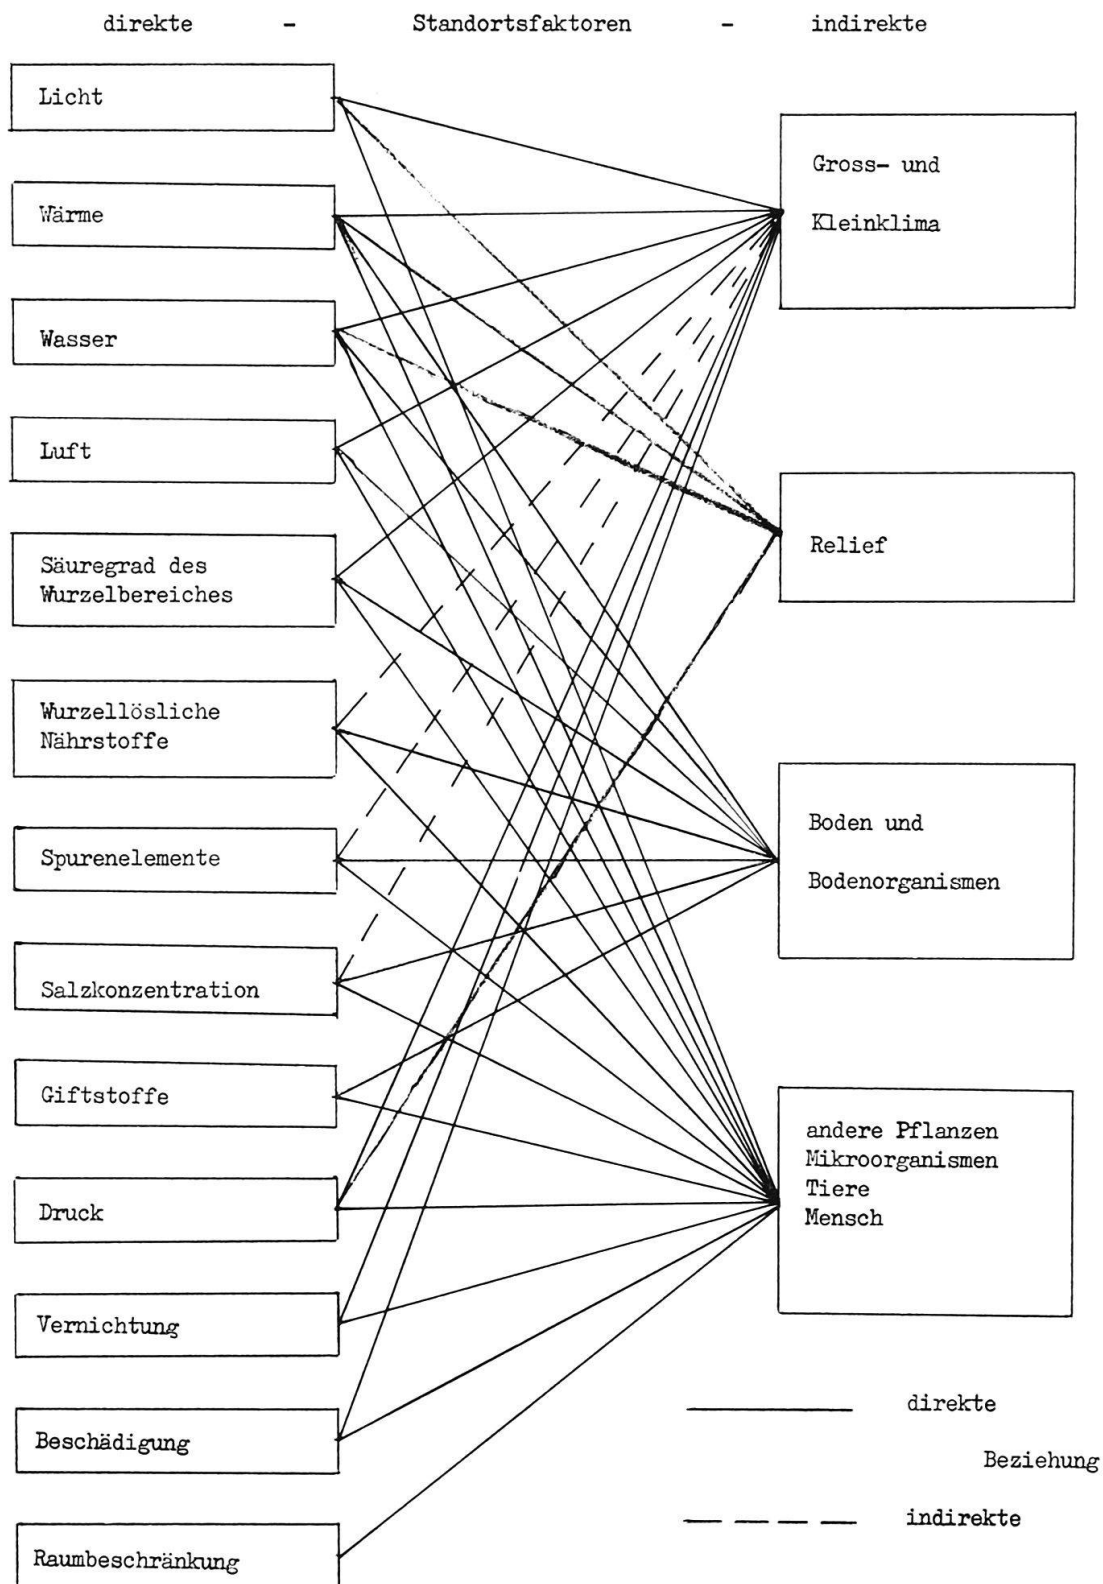 direkte - Standortsfaktoren - indirekte
Licht
Wärme
Wasser
Luft
Säuregrad des
Wurzelbereiches
Wurzellösliche
Nährstoffe
Spurenelemente
Salzkonzentration
Giftstoffe
Druck
Vernichtung
Beschädigung
Raumbeschränkung
Gross- und
Kleinklima
Relief
Boden und
Bodenorganismen
andere Pflanzen
Mikroorganismen
Tiere
Mensch
direkte
Beziehung
indirekte